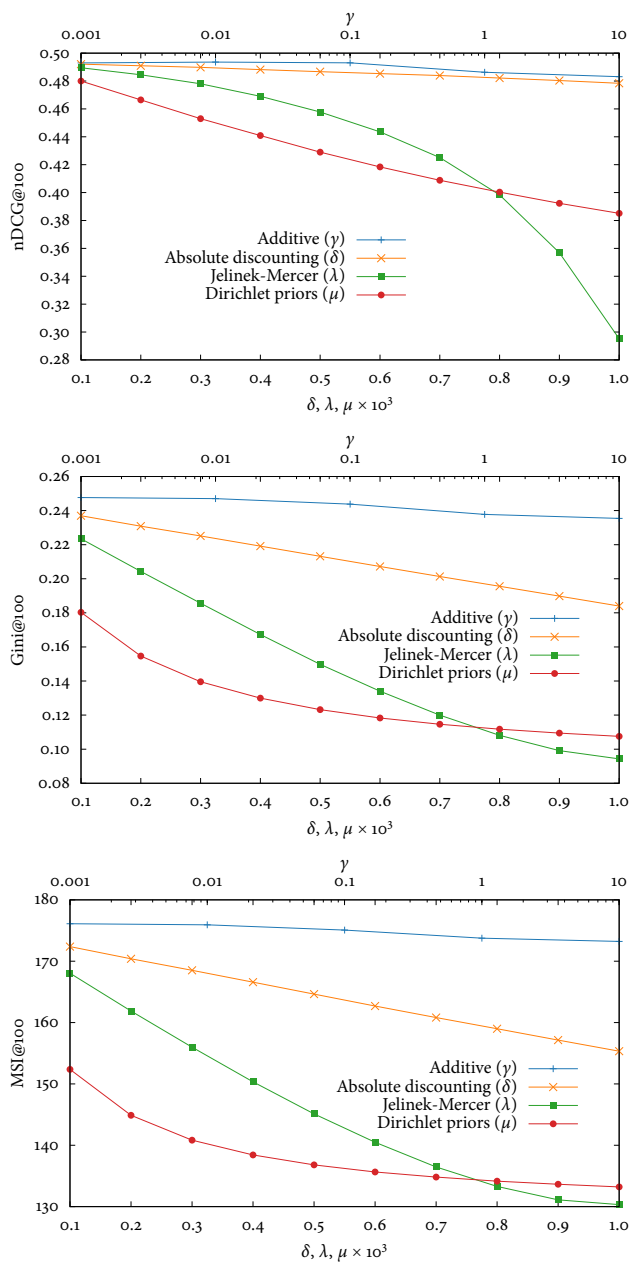 γ
0.001 0.01 0.1 1 10
0.50
0.48
0.46
0.44
0.42
0.40
0.38
0.36
0.34
0.32
0.30
0.28
nDCG@100
Additive (γ)
Absolute discounting (δ)
Jelinek-Mercer (λ)
Dirichlet priors (μ)
0.1 0.2 0.3 0.4 0.5 0.6 0.7 0.8 0.9 1.0
δ, λ, μ × 10³
γ
0.001 0.01 0.1 1 10
0.26
0.24
0.22
0.20
0.18
0.16
0.14
0.12
0.10
0.08
Gini@100
Additive (γ)
Absolute discounting (δ)
Jelinek-Mercer (λ)
Dirichlet priors (μ)
0.1 0.2 0.3 0.4 0.5 0.6 0.7 0.8 0.9 1.0
δ, λ, μ × 10³
γ
0.001 0.01 0.1 1 10
180
170
160
150
140
130
MSI@100
Additive (γ)
Absolute discounting (δ)
Jelinek-Mercer (λ)
Dirichlet priors (μ)
0.1 0.2 0.3 0.4 0.5 0.6 0.7 0.8 0.9 1.0
δ, λ, μ × 10³